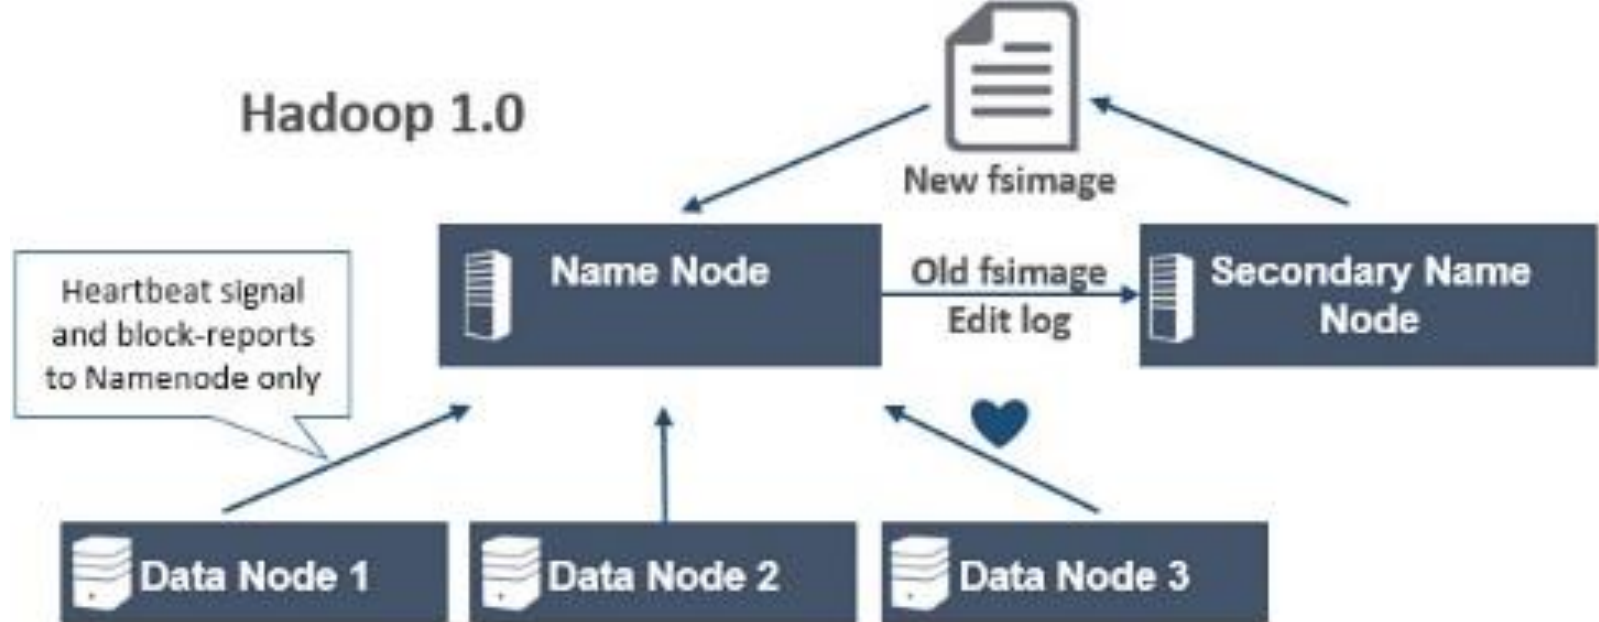 Hadoop 1.0
New fsimage
Heartbeat signal
and block-reports
to Namenode only
Name Node
Old fsimage
Edit log
Secondary Name
Node
Data Node 1
Data Node 2
Data Node 3